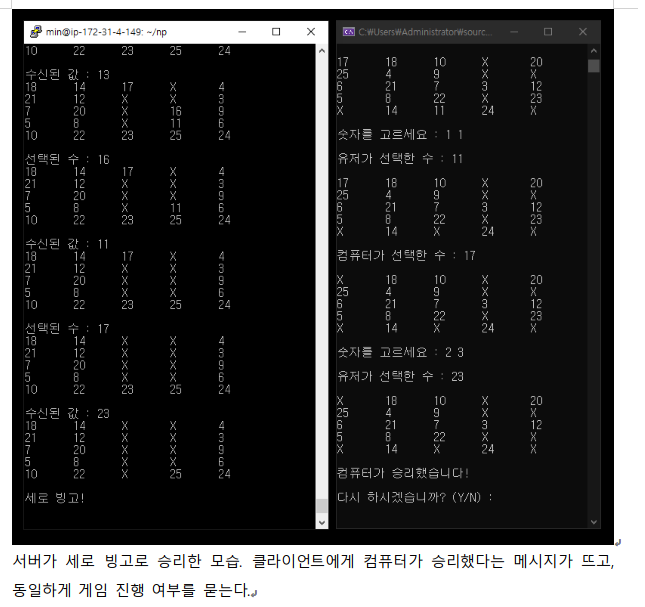 min@ip-172-31-4-149: ~/np
10 22 23 25 24
수신된 값 : 13
18 14 17 X 4
21 12 X X 3
7 20 X 16 9
5 8 X 11 6
10 22 23 25 24
선택된 수 : 16
18 14 17 X 4
21 12 X X 3
7 20 X X 9
5 8 X 11 6
10 22 23 25 24
수신된 값 : 11
18 14 17 X 4
21 12 X X 3
7 20 X X 9
5 8 X X 6
10 22 23 25 24
선택된 수 : 17
18 14 X X 4
21 12 X X 3
7 20 X X 9
5 8 X X 6
10 22 23 25 24
수신된 값 : 23
18 14 X X 4
21 12 X X 3
7 20 X X 9
5 8 X X 6
10 22 X 25 24
세로 빙고!
C:\Users\Administrator\sourc...
17 18 10 X 20
25 4 9 X X
6 21 7 3 12
5 8 22 X 23
X 14 11 24 X
숫자를 고르세요 : 1 1
유저가 선택한 수 : 11
17 18 10 X 20
25 4 9 X X
6 21 7 3 12
5 8 22 X 23
X 14 X 24 X
컴퓨터가 선택한 수 : 17
X 18 10 X 20
25 4 9 X X
6 21 7 3 12
5 8 22 X 23
X 14 X 24 X
숫자를 고르세요 : 2 3
유저가 선택한 수 : 23
X 18 10 X 20
25 4 9 X X
6 21 7 3 12
5 8 22 X X
X 14 X 24 X
컴퓨터가 승리했습니다!
다시 하시겠습니까? (Y/N) :
서버가 세로 빙고로 승리한 모습. 클라이언트에게 컴퓨터가 승리했다는 메시지가 뜨고,
동일하게 게임 진행 여부를 묻는다.